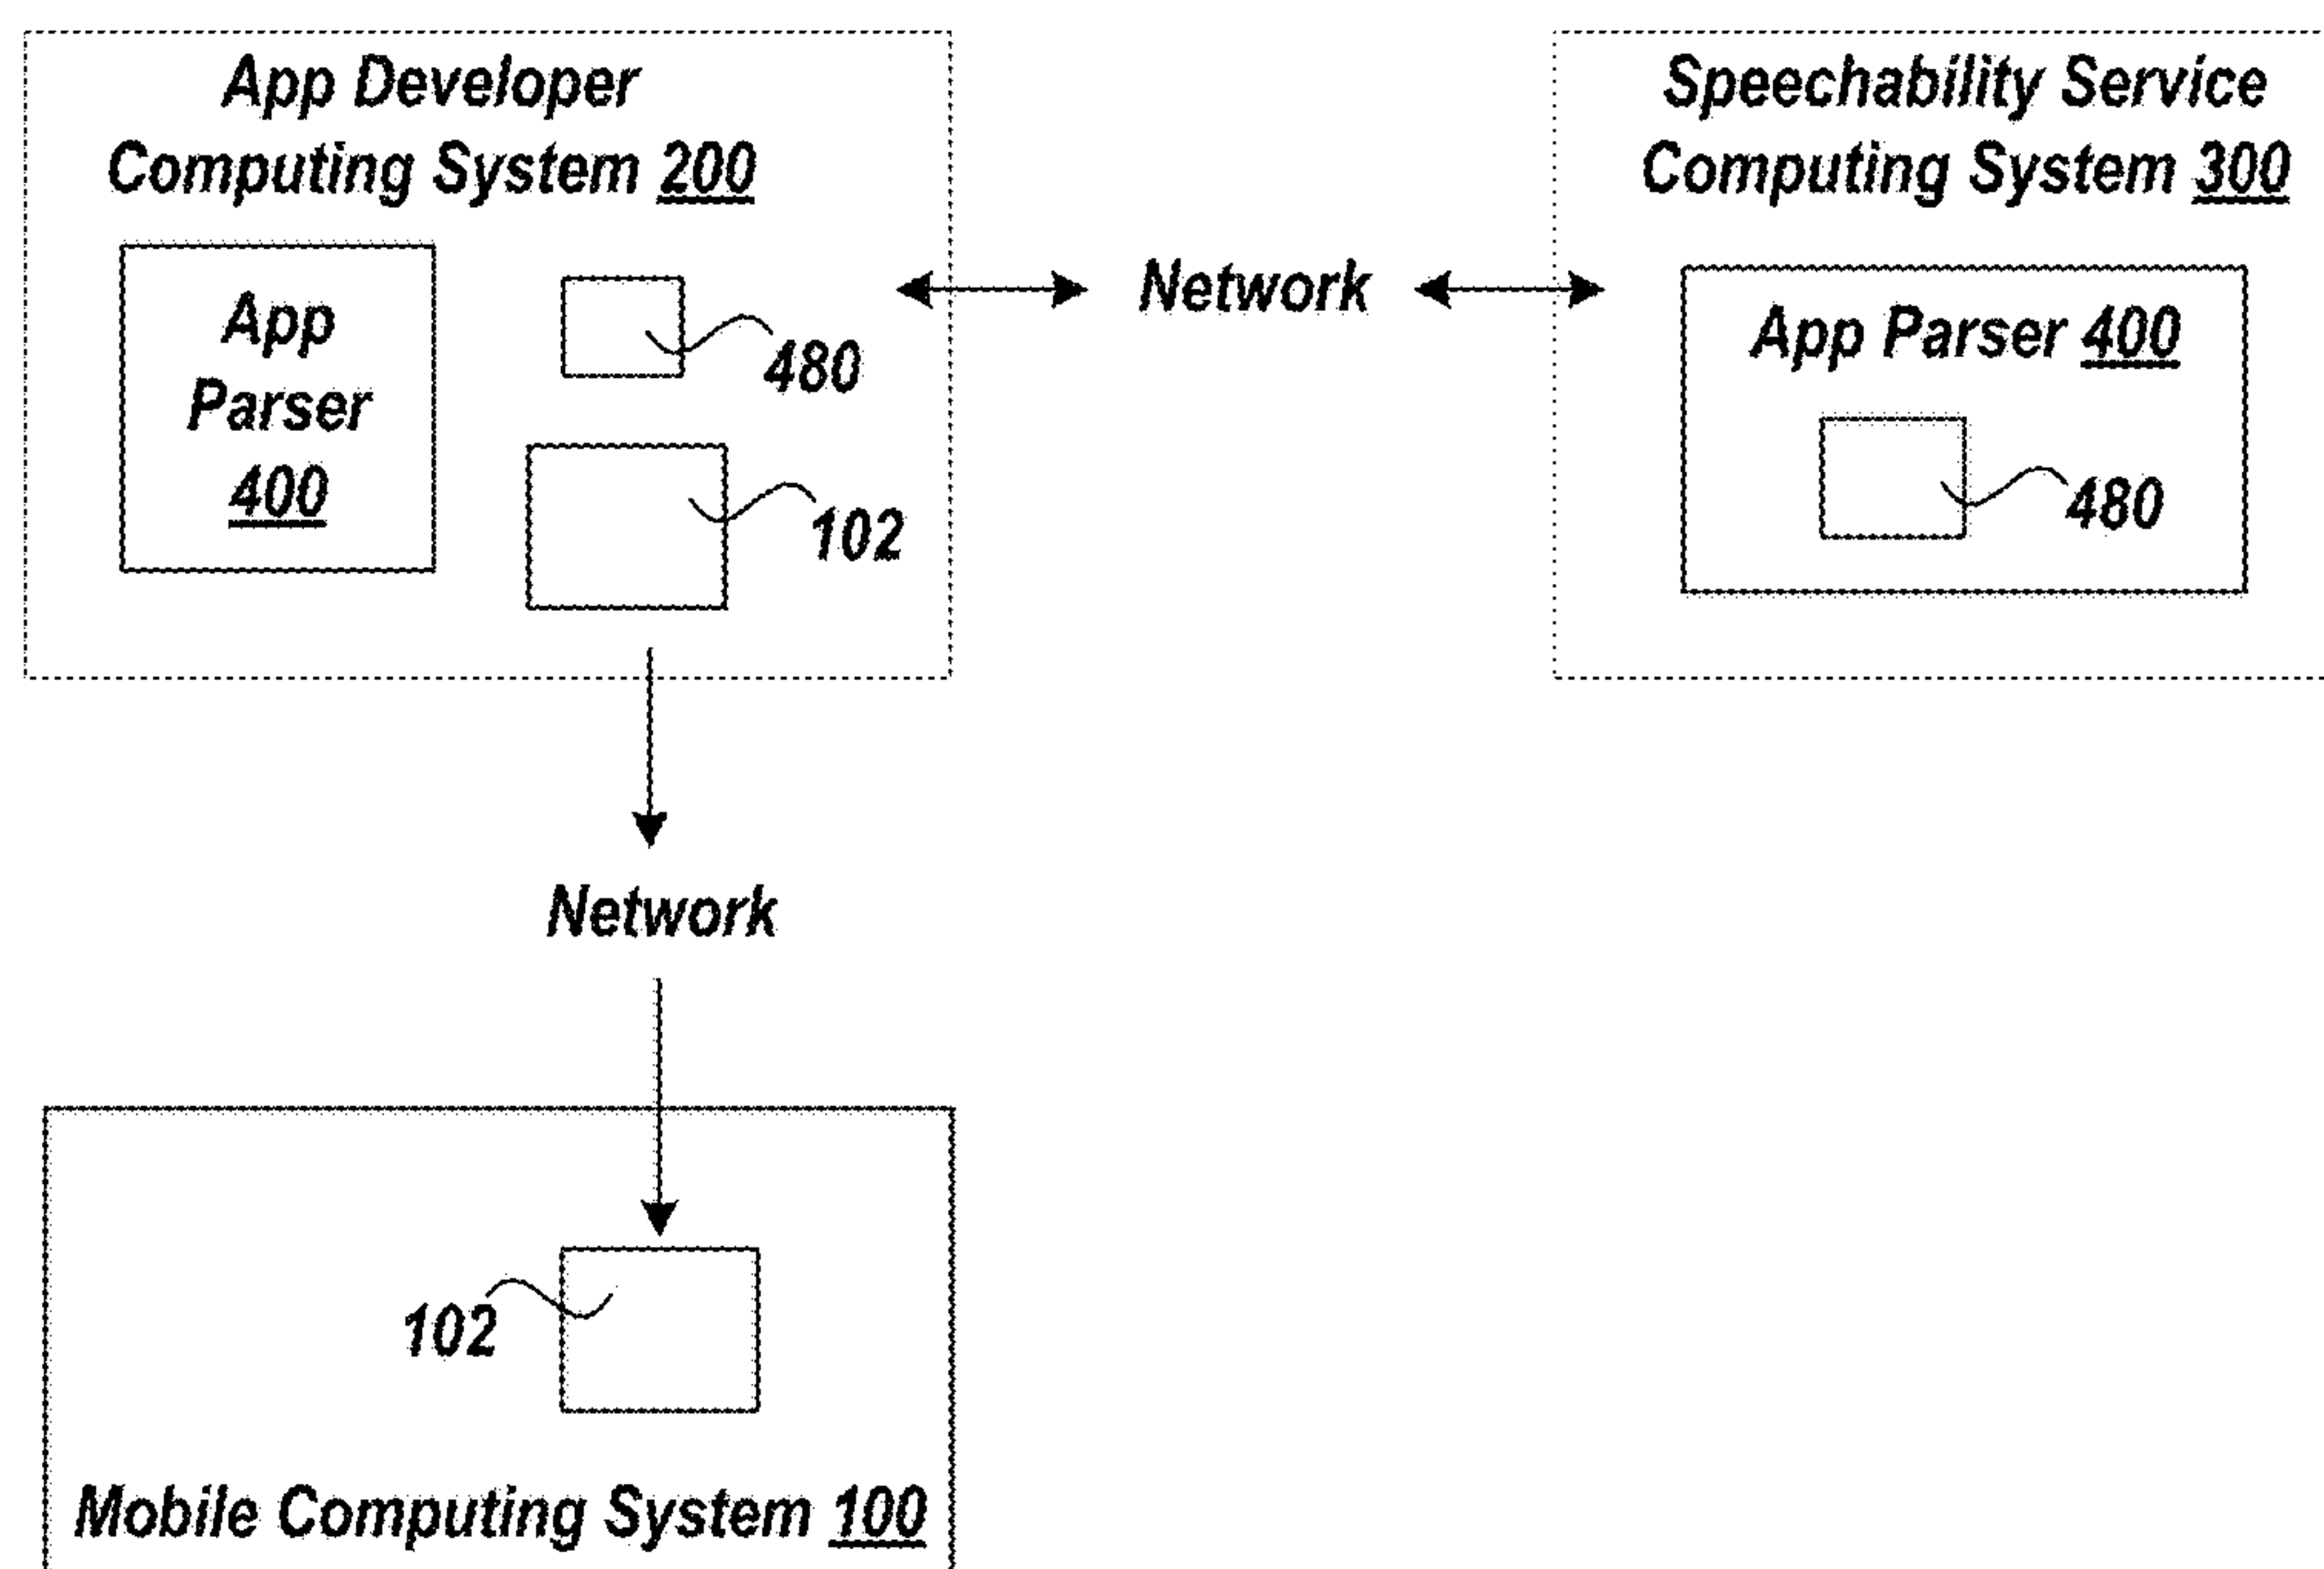 App Developer
Computing System 200
App
Parser
400
480
102
Network
Speechability Service
Computing System 300
App Parser 400
480
Network
102
Mobile Computing System 100